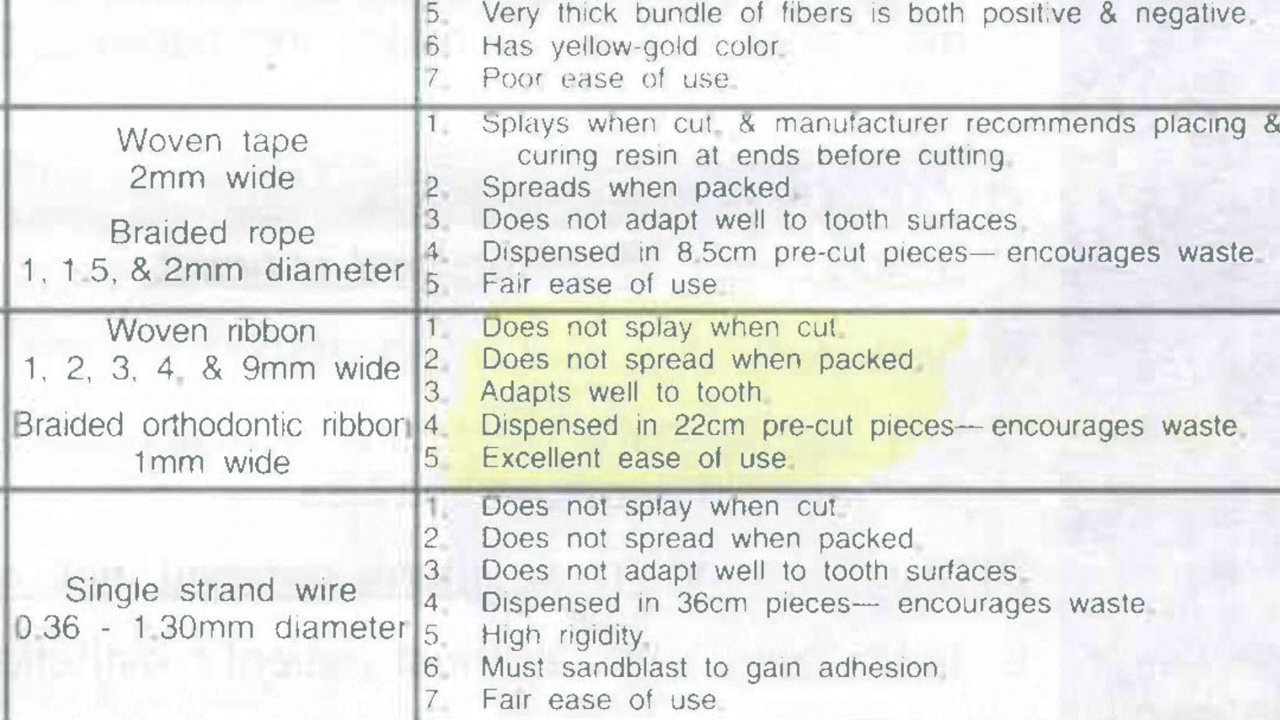 5. Very thick bundle of fibers is both positive & negative.
6. Has yellow-gold color.
7. Poor ease of use.
Woven tape
2mm wide
Braided rope
1, 1.5, & 2mm diameter
1. Splays when cut, & manufacturer recommends placing &
curing resin at ends before cutting.
2. Spreads when packed.
3. Does not adapt well to tooth surfaces.
4. Dispensed in 8.5cm pre-cut pieces—encourages waste.
5. Fair ease of use.
Woven ribbon
1, 2, 3, 4, & 9mm wide
Braided orthodontic ribbon
1mm wide
1. Does not splay when cut.
2. Does not spread when packed.
3. Adapts well to tooth.
4. Dispensed in 22cm pre-cut pieces—encourages waste.
5. Excellent ease of use.
Single strand wire
0.36 - 1.30mm diameter
1. Does not splay when cut.
2. Does not spread when packed.
3. Does not adapt well to tooth surfaces.
4. Dispensed in 36cm pieces— encourages waste.
5. High rigidity.
6. Must sandblast to gain adhesion.
7. Fair ease of use.